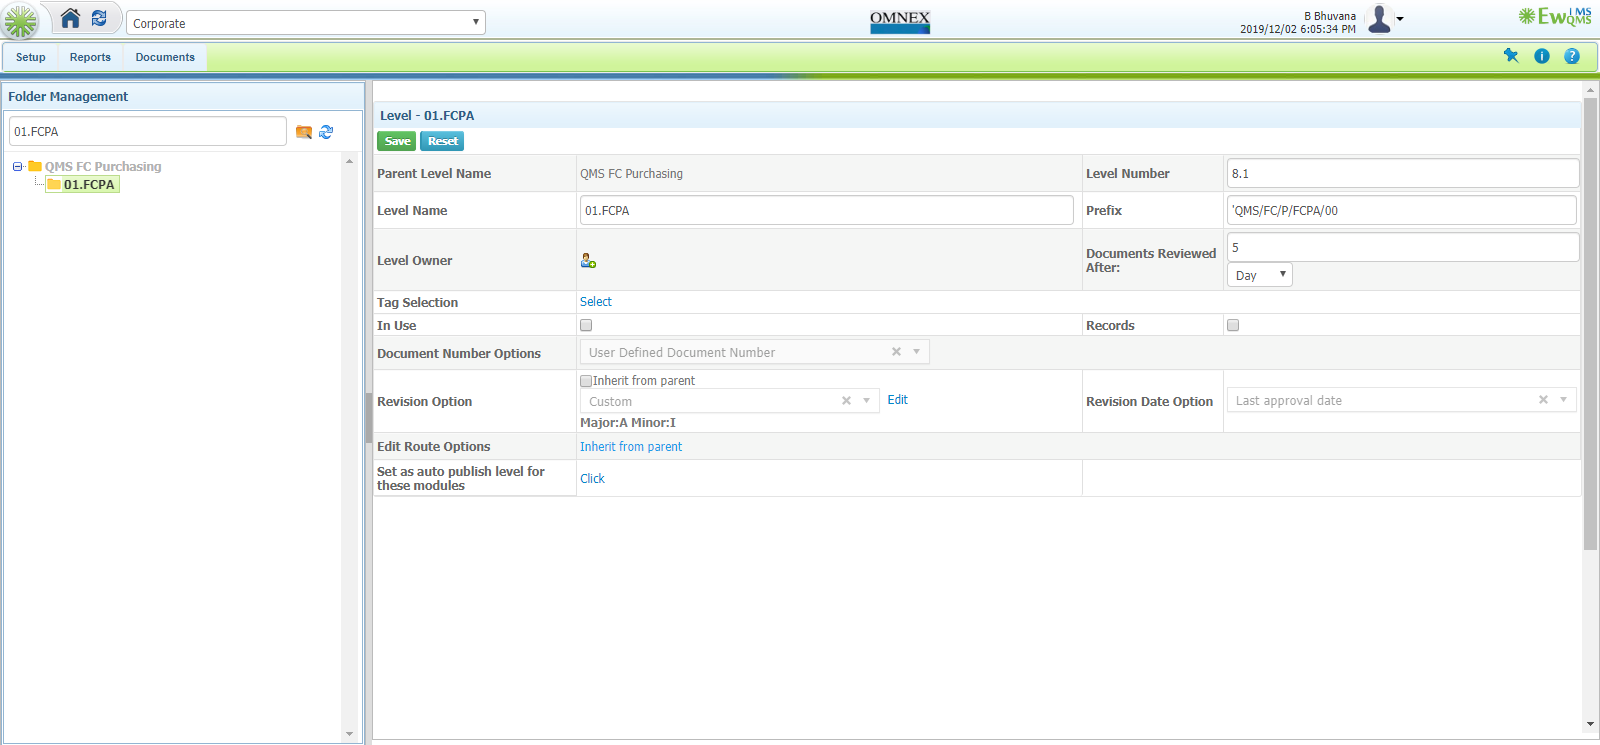 Corporate
OMNEX
B Bhuvana
2019/12/02 6:05:34 PM
EwQMS
LMS
Setup Reports Documents
Folder Management
01.FCPA
QMS FC Purchasing
01.FCPA
Level - 01.FCPA
Save Reset
Parent Level Name QMS FC Purchasing Level Number 8.1
Level Name 01.FCPA Prefix 'QMS/FC/P/FCPA/00
Level Owner Documents Reviewed After: 5
Day
Tag Selection Select
In Use Records
Document Number Options User Defined Document Number
Inherit from parent
Revision Option Custom Edit Revision Date Option Last approval date
Major:A Minor:I
Edit Route Options Inherit from parent
Set as auto publish level for
these modules Click